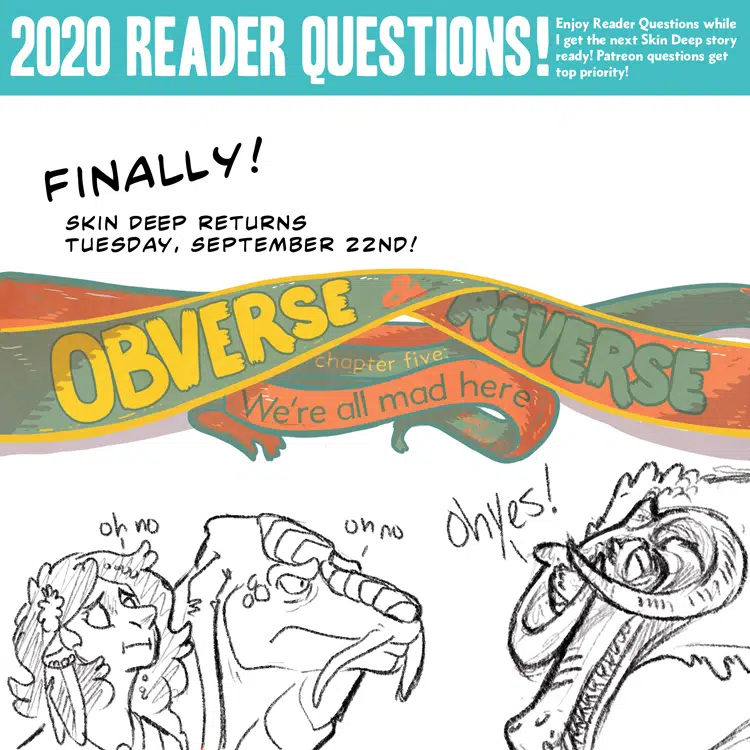 2020 READER QUESTIONS!
Enjoy Reader Questions while
I get the next Skin Deep story
ready! Patreon questions get
top priority!
FINALLY!
SKIN DEEP RETURNS
TUESDAY, SEPTEMBER 22ND!
OBVERSE & REVERSE
chapter five:
We're all mad here
oh no
oh no
oh yes!